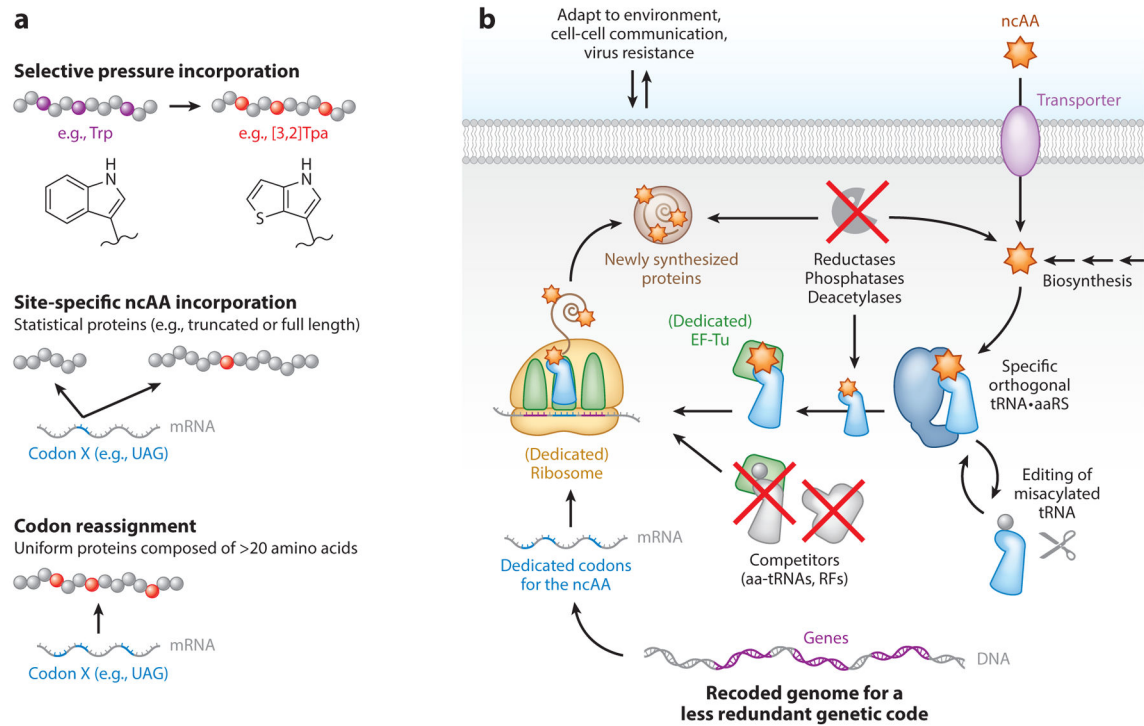 a
Selective pressure incorporation
e.g., Trp
e.g., [3,2]Tpa
H
N
H
N
S
Site-specific ncAA incorporation
Statistical proteins (e.g., truncated or full length)
mRNA
Codon X (e.g., UAG)
Codon reassignment
Uniform proteins composed of >20 amino acids
mRNA
Codon X (e.g., UAG)
b
Adapt to environment,
cell-cell communication,
virus resistance
ncAA
Transporter
Newly synthesized
proteins
Reductases
Phosphatases
Deacetylases
Biosynthesis
(Dedicated)
EF-Tu
Specific
orthogonal
tRNA•aaRS
(Dedicated)
Ribosome
Editing of
misacylated
tRNA
mRNA
Dedicated codons
for the ncAA
Competitors
(aa-tRNAs, RFs)
Genes
DNA
Recoded genome for a
less redundant genetic code